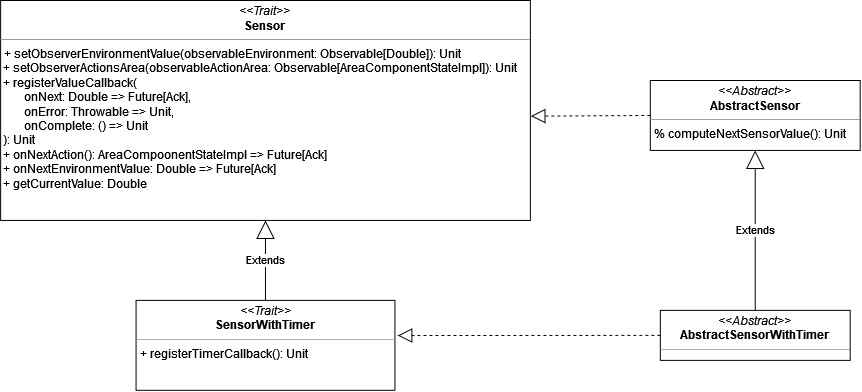 <<Trait>>
Sensor
+ setObserverEnvironmentValue(observableEnvironment: Observable[Double]): Unit
+ setObserverActionsArea(observableActionArea: Observable[AreaComponentStateImpl]): Unit
+ registerValueCallback(
onNext: Double => Future[Ack],
onError: Throwable => Unit,
onComplete: () => Unit
): Unit
+ onNextAction(): AreaCompoonentStateImpl => Future[Ack]
+ onNextEnvironmentValue: Double => Future[Ack]
+ getCurrentValue: Double
<<Abstract>>
AbstractSensor
% computeNextSensorValue(): Unit
Extends
Extends
<<Trait>>
SensorWithTimer
+ registerTimerCallback(): Unit
<<Abstract>>
AbstractSensorWithTimer